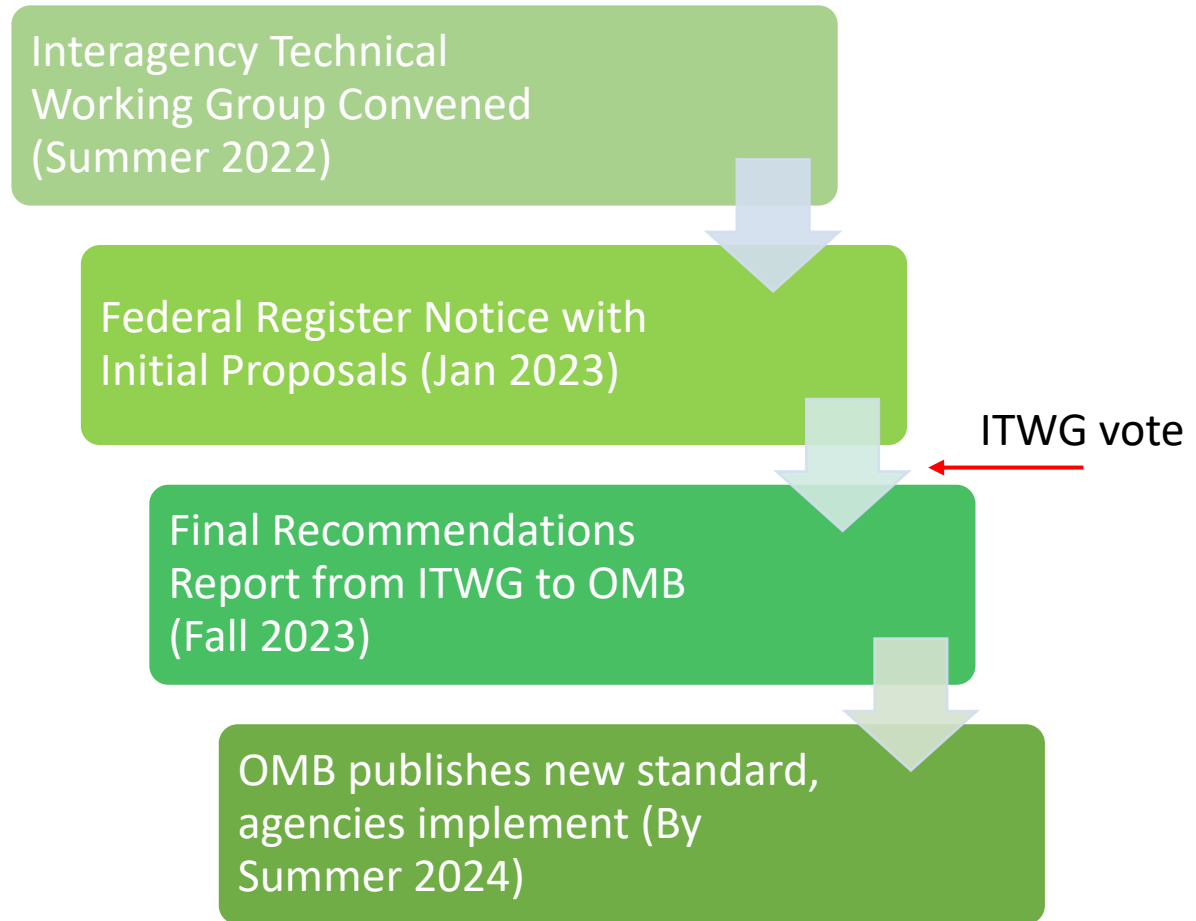 Interagency Technical
Working Group Convened
(Summer 2022)
Federal Register Notice with
Initial Proposals (Jan 2023)
ITWG vote
Final Recommendations
Report from ITWG to OMB
(Fall 2023)
OMB publishes new standard,
agencies implement (By
Summer 2024)